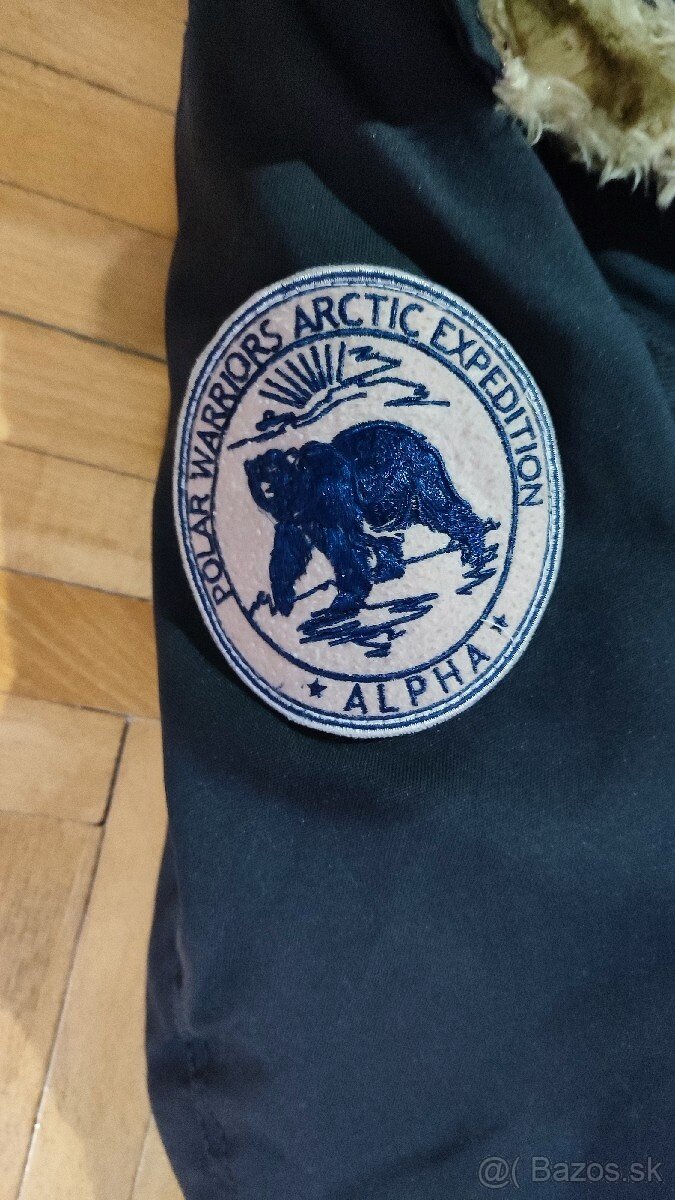 POLAR WARRIORS ARCTIC EXPEDITION
★ ALPHA ★
@( Bazos.sk